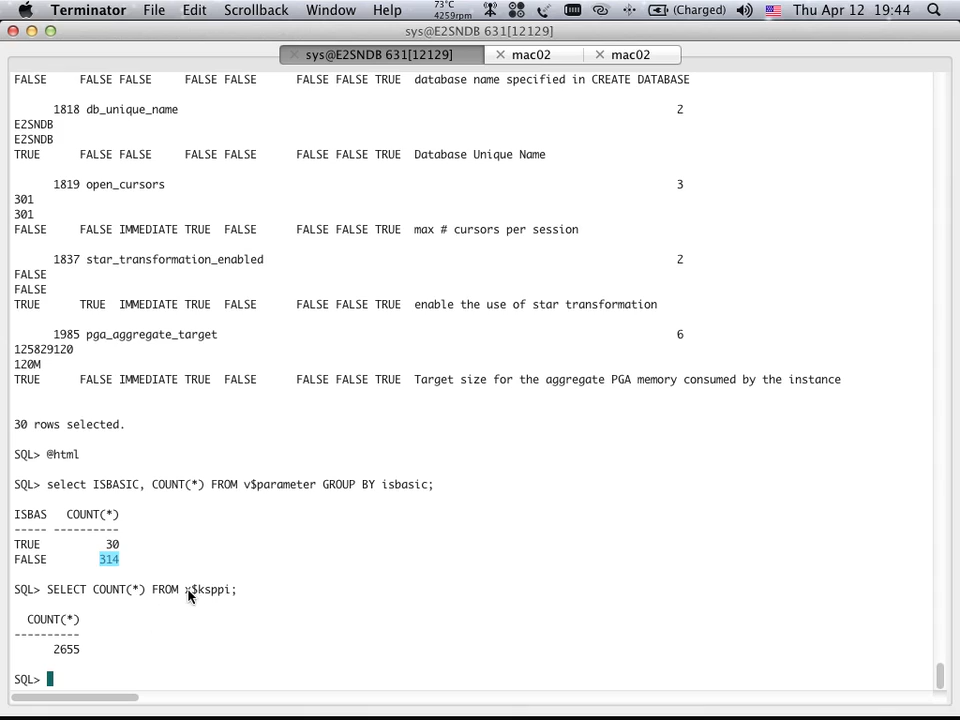 Terminator File Edit Scrollback Window Help 73°C 4259rpm (Charged) Thu Apr 12 19:44
sys@E2SNDB 631[12129]
sys@E2SNDB 631[12129] mac02 mac02
FALSE FALSE FALSE FALSE FALSE FALSE FALSE TRUE database name specified in CREATE DATABASE
1818 db_unique_name 2
E2SNDB
E2SNDB
TRUE FALSE FALSE FALSE FALSE FALSE FALSE TRUE Database Unique Name
1819 open_cursors 3
301
301
FALSE FALSE IMMEDIATE TRUE FALSE FALSE FALSE TRUE max # cursors per session
1837 star_transformation_enabled 2
FALSE
FALSE
TRUE TRUE IMMEDIATE TRUE FALSE FALSE FALSE TRUE enable the use of star transformation
1985 pga_aggregate_target 6
125829120
120M
TRUE FALSE IMMEDIATE TRUE FALSE FALSE FALSE TRUE Target size for the aggregate PGA memory consumed by the instance
30 rows selected.
SQL> @html
SQL> select ISBASIC, COUNT(*) FROM v$parameter GROUP BY isbasic;
ISBAS COUNT(*)
----- ----------
TRUE 30
FALSE 314
SQL> SELECT COUNT(*) FROM x$ksppi;
COUNT(*)
----------
2655
SQL>